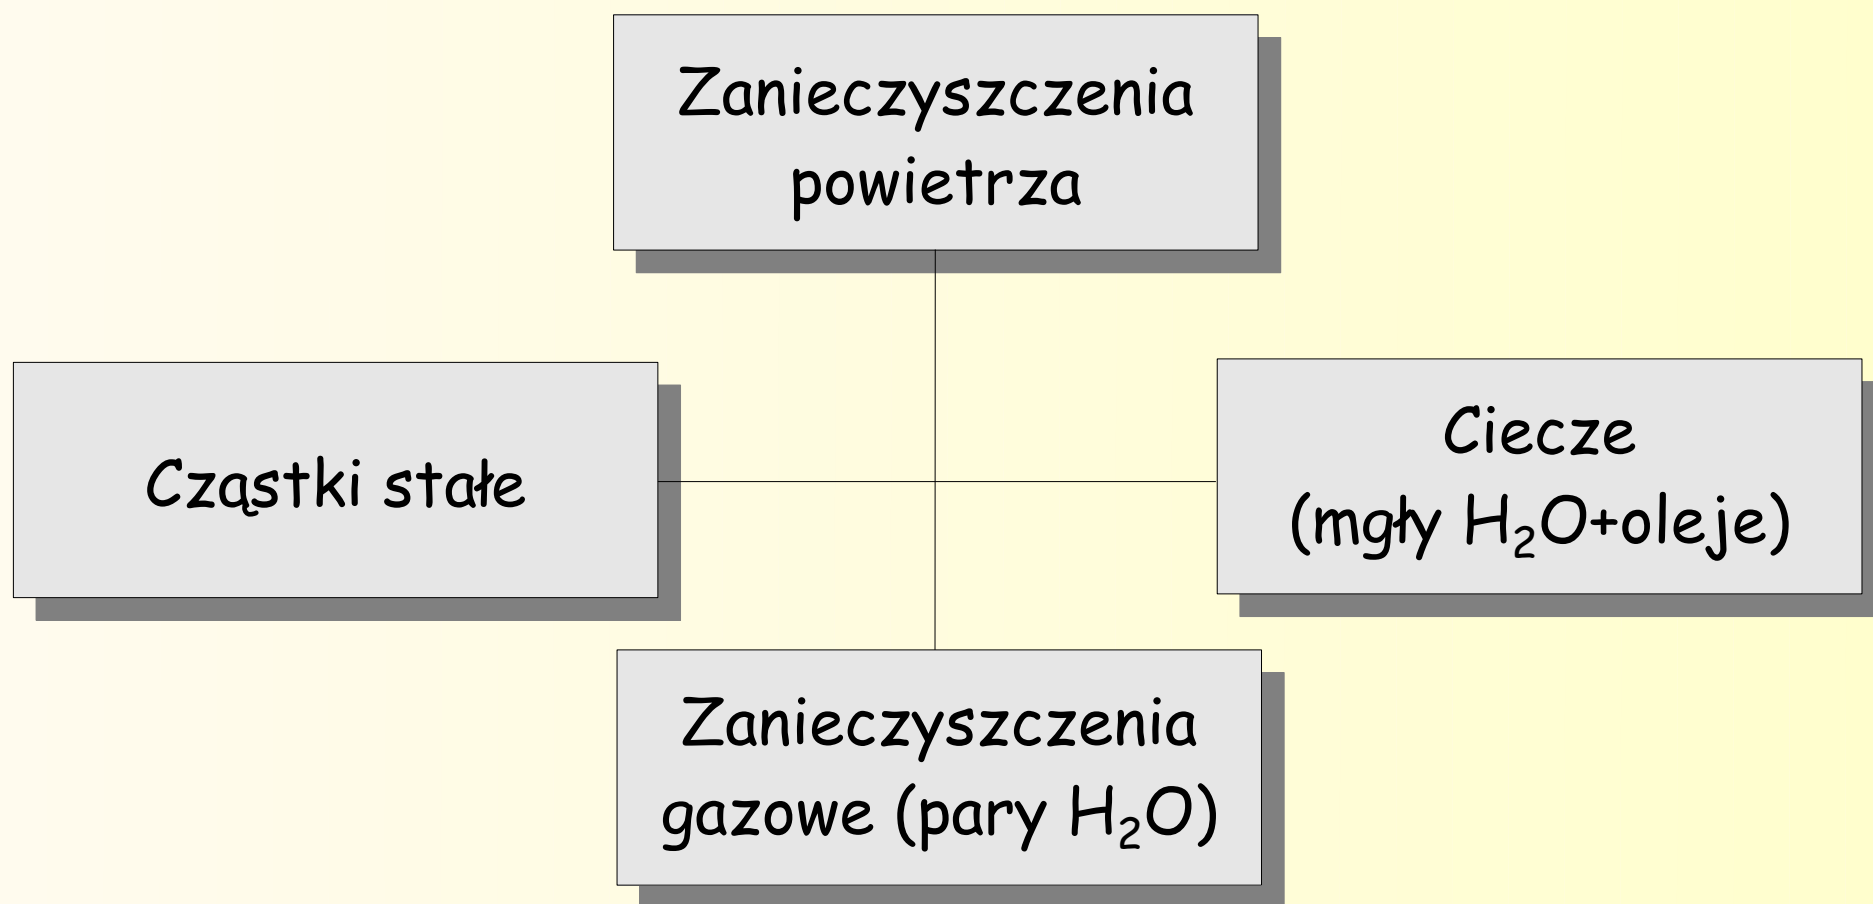 Zanieczyszczenia
powietrza
Cząstki stałe
Ciecze
(mgły H₂O+oleje)
Zanieczyszczenia
gazowe (pary H₂O)